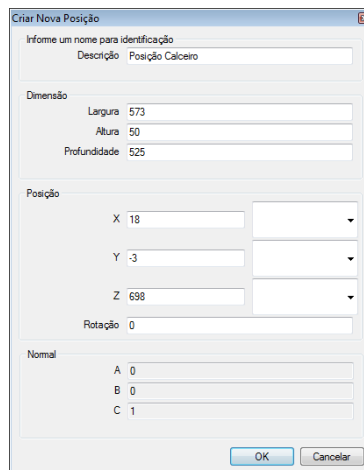 Criar Nova Posição
Informe um nome para identificação
Descrição Posição Calceiro
Dimensão
Largura 573
Altura 50
Profundidade 525
Posição
X 18
Y -3
Z 698
Rotação 0
Normal
A 0
B 0
C 1
OK Cancelar